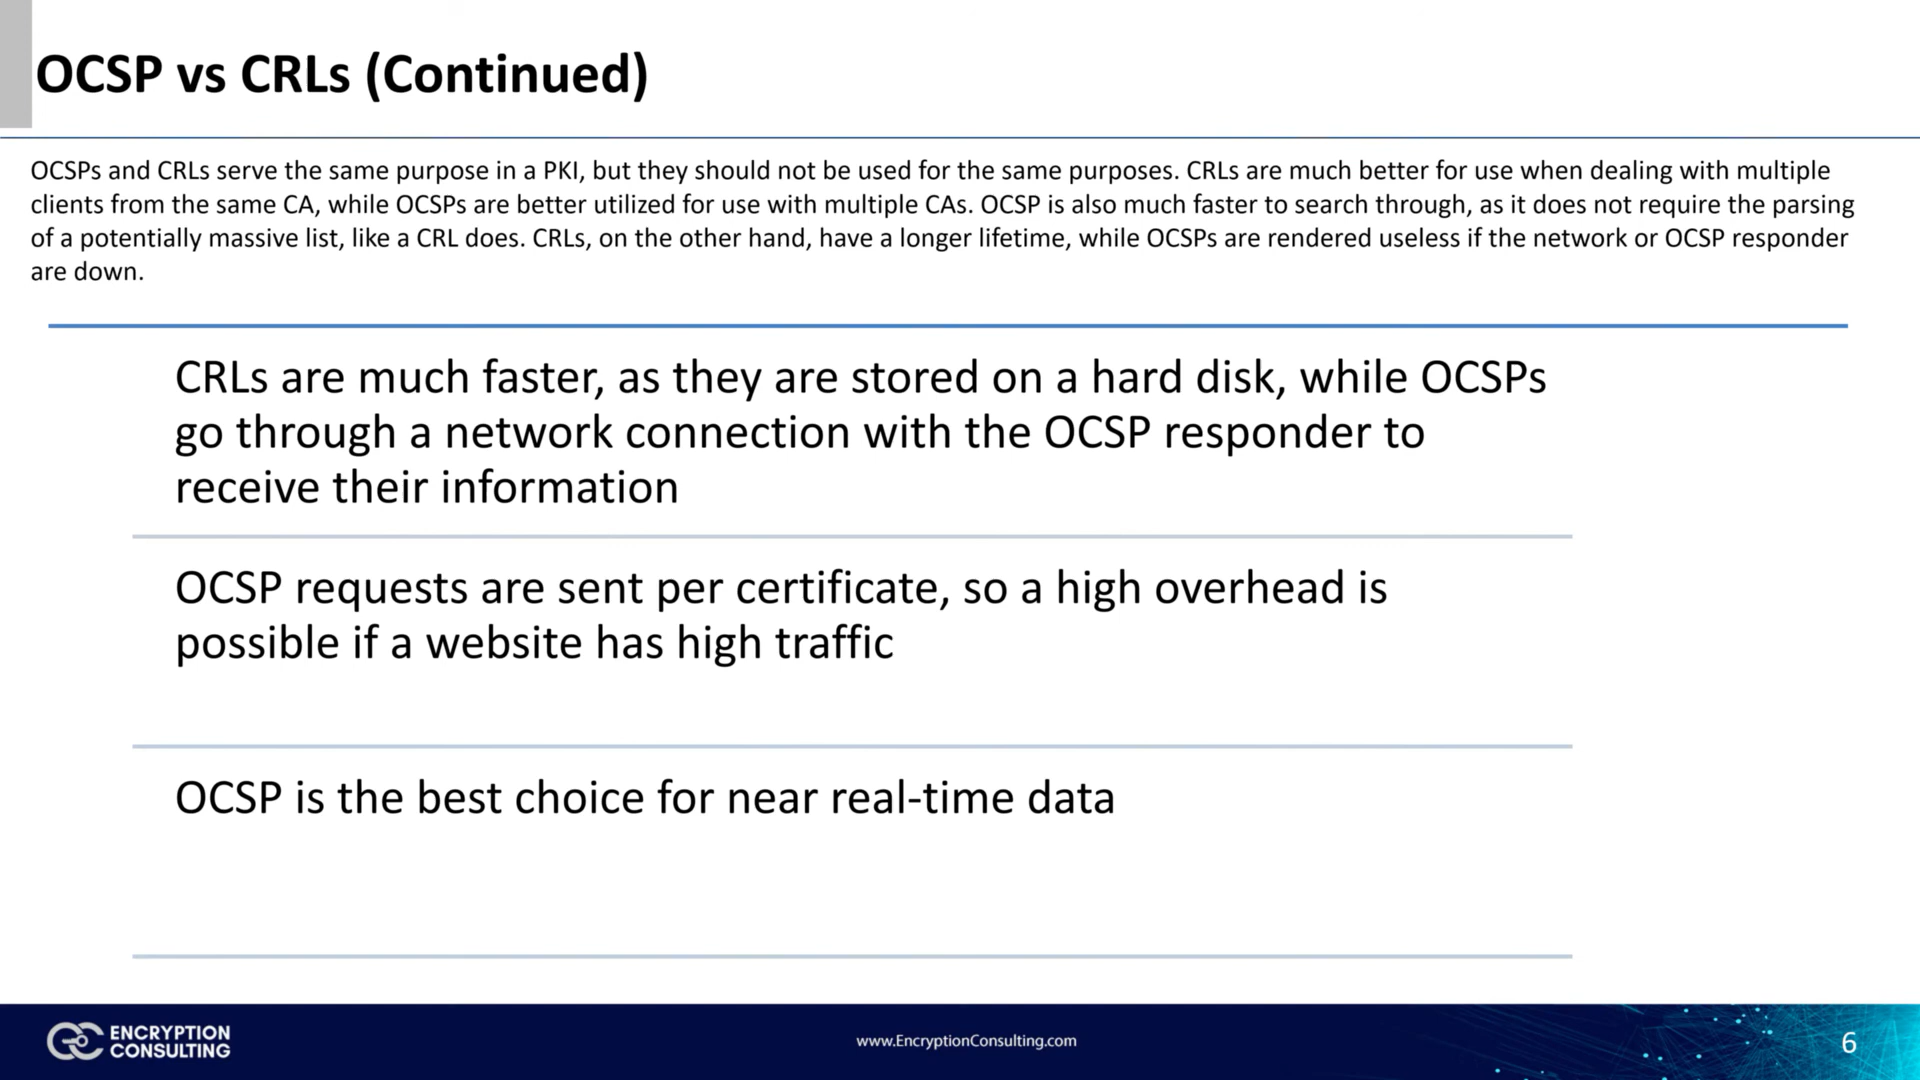 OCSP vs CRLs (Continued)
OCSPs and CRLs serve the same purpose in a PKI, but they should not be used for the same purposes. CRLs are much better for use when dealing with multiple
clients from the same CA, while OCSPs are better utilized for use with multiple CAs. OCSP is also much faster to search through, as it does not require the parsing
of a potentially massive list, like a CRL does. CRLs, on the other hand, have a longer lifetime, while OCSPs are rendered useless if the network or OCSP responder
are down.
CRLs are much faster, as they are stored on a hard disk, while OCSPs
go through a network connection with the OCSP responder to
receive their information
OCSP requests are sent per certificate, so a high overhead is
possible if a website has high traffic
OCSP is the best choice for near real-time data
ENCRYPTION
CONSULTING
www.EncryptionConsulting.com
6